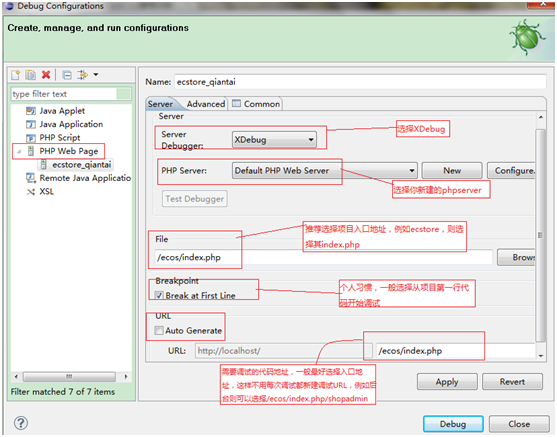 Debug Configurations
Create, manage, and run configurations
type filter text
Java Applet
Java Application
PHP Script
PHP Web Page
ecstore_qiantai
Remote Java Applicatio
XSL
Filter matched 7 of 7 items
Name: ecstore_qiantai
Server Advanced Common
Server
Server Debugger: XDebug
选择XDebug
PHP Server: Default PHP Web Server New Configure.
选择你新建的phpserver
Test Debugger
推荐选择项目入口地址，例如ecstore，则选
择其index.php
File
/ecos/index.php Brows
Breakpoint
Break at First Line
个人习惯，一般选择从项目第一行代
码开始调试
URL
Auto Generate
URL: http://localhost/ /ecos/index.php
需要调试的代码地址，一般最好选择入口地
址，这样不用每次调试都新建调试URL，例如后
台则可以选择/ecos/index.php/shopadmin
Apply Revert
Debug Close